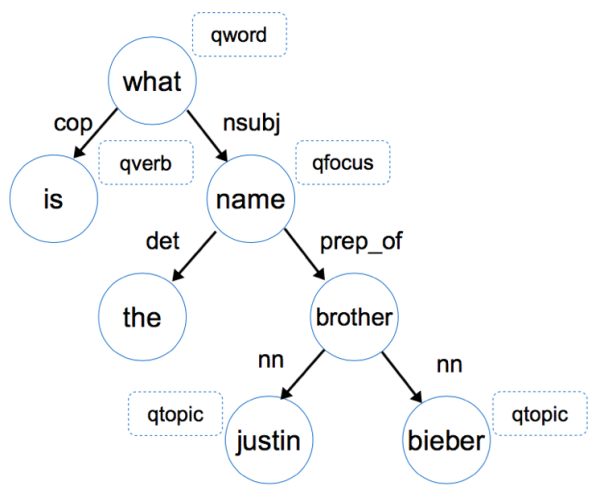 qword
what
cop
nsubj
qverb
qfocus
is
name
det
prep_of
the
brother
nn
nn
qtopic
qtopic
justin
bieber